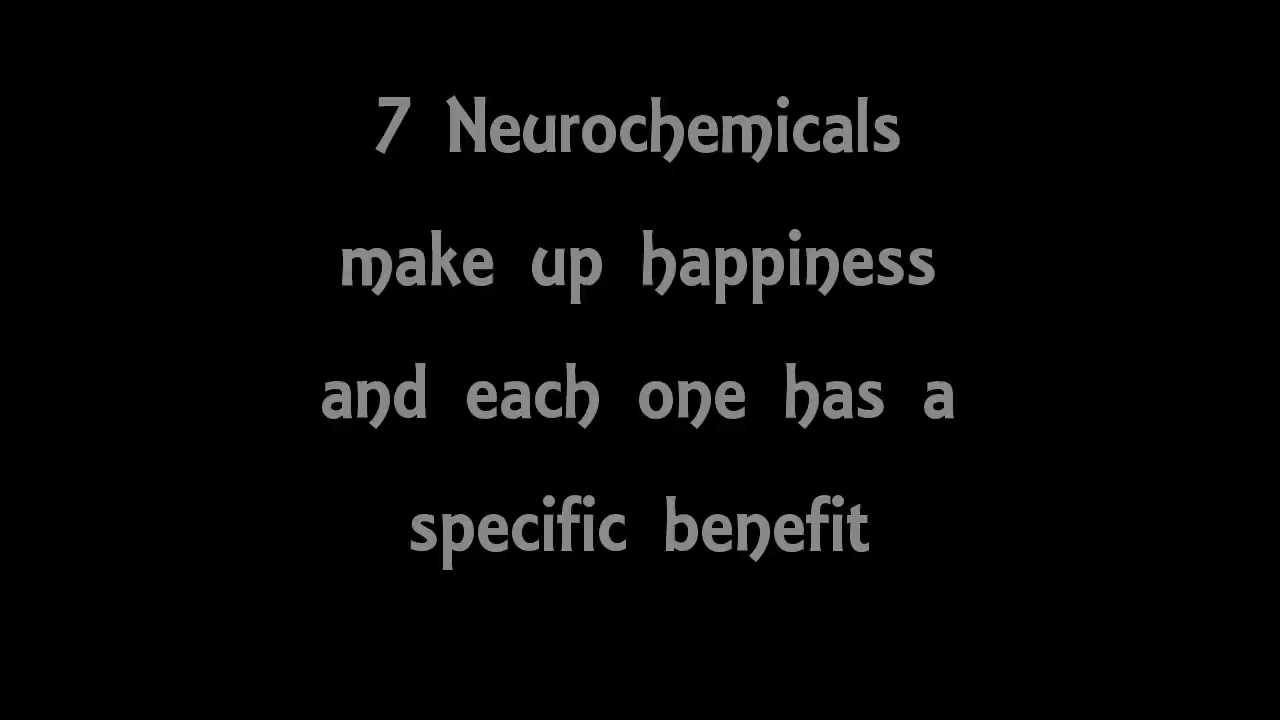 7 Neurochemicals
make up happiness
and each one has a
specific benefit